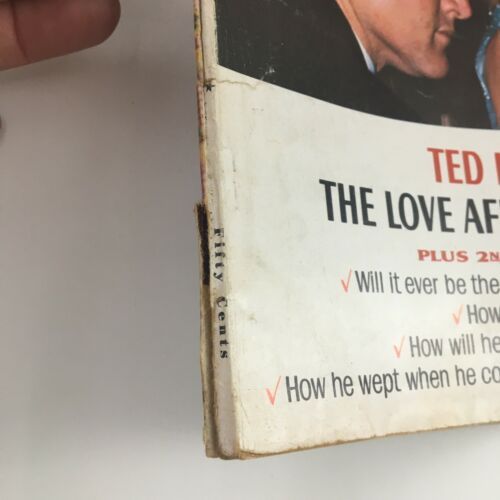 TED
THE LOVE AF
PLUS 2N
√Will it ever be the
√How
√How will he
√How he wept when he co
Fifty Cents